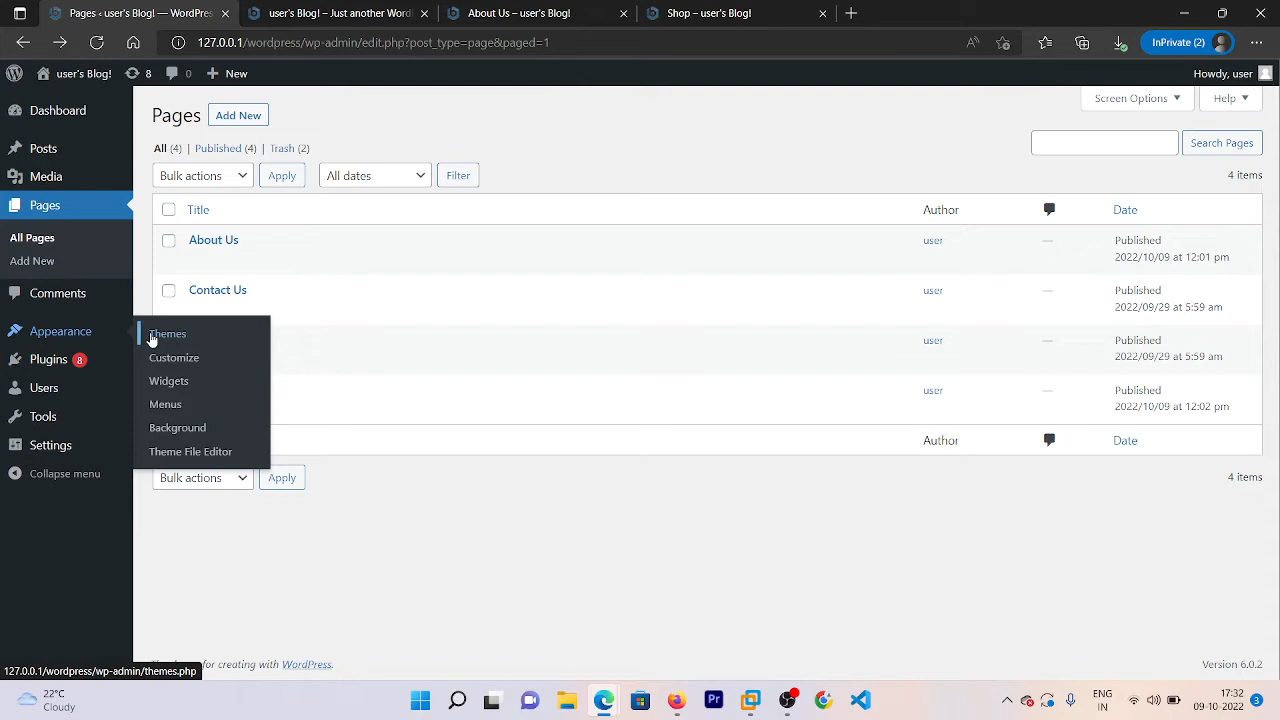 Pages ‹ user's Blog! — WordPres
user's Blog! – Just another Word
About Us – user's Blog!
Shop – user's Blog!
127.0.0.1/wordpress/wp-admin/edit.php?post_type=page&paged=1
InPrivate (2)
user's Blog! 8 0 New
Howdy, user
Dashboard
Posts
Media
Pages
All Pages
Add New
Comments
Appearance
Plugins 8
Users
Tools
Settings
Collapse menu
Themes
Customize
Widgets
Menus
Background
Theme File Editor
Screen Options Help
Pages Add New
All (4) | Published (4) | Trash (2)
Search Pages
Bulk actions Apply All dates Filter
4 items
Title Author Date
About Us user — Published
2022/10/09 at 12:01 pm
Contact Us user — Published
2022/09/29 at 5:59 am
user — Published
2022/09/29 at 5:59 am
user — Published
2022/10/09 at 12:02 pm
Author Date
Bulk actions Apply
4 items
for creating with WordPress.
Version 6.0.2
127.0.0.1/wordpress/wp-admin/themes.php
22°C
Cloudy
Pr
ENG
IN
17:32
09-10-2022
3